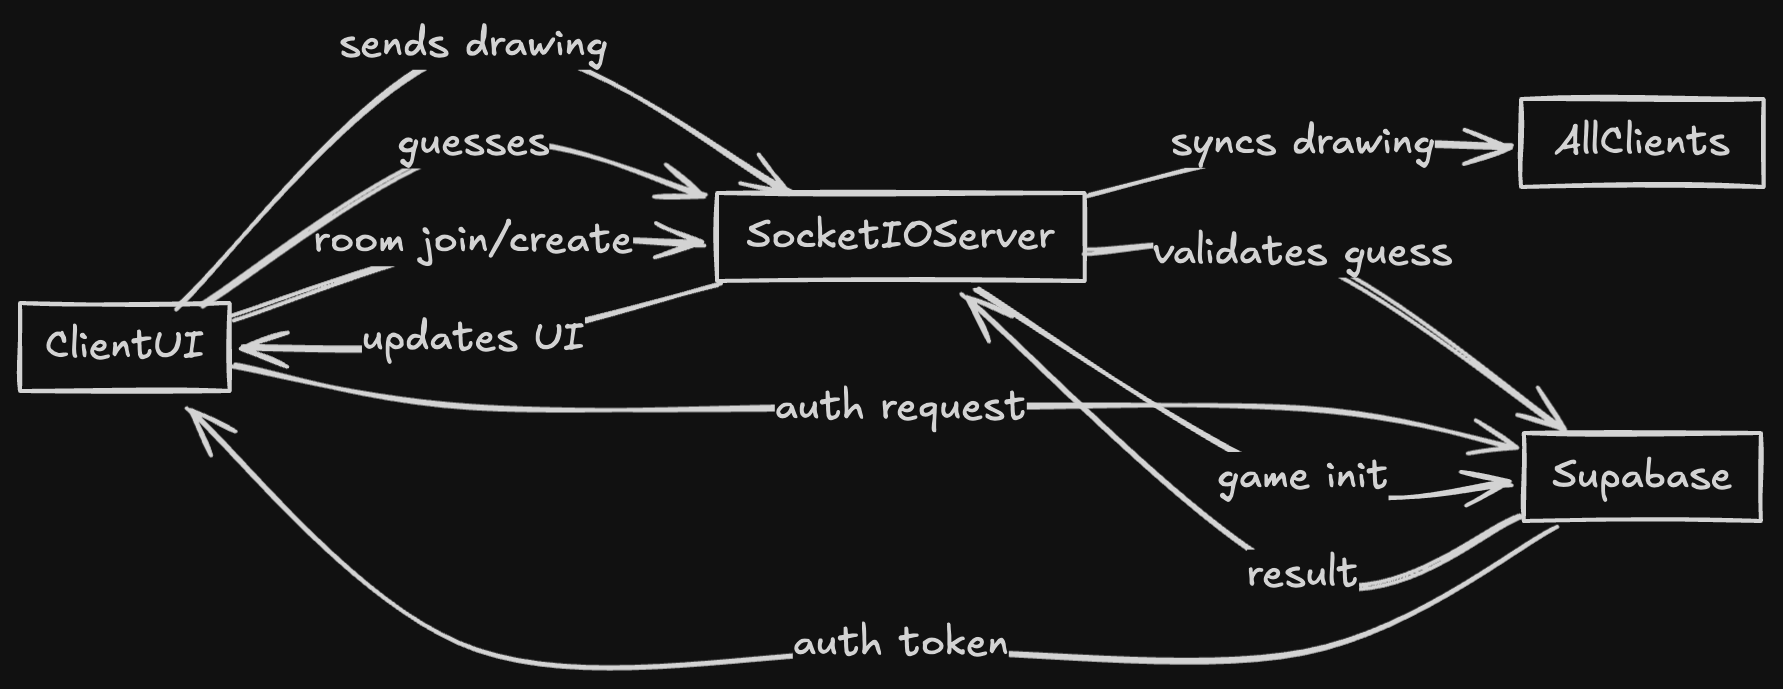 sends drawing
guesses
syncs drawing
AllClients
room join/create
SocketIOServer
validates guess
ClientUI
updates UI
auth request
game init
Supabase
result
auth token